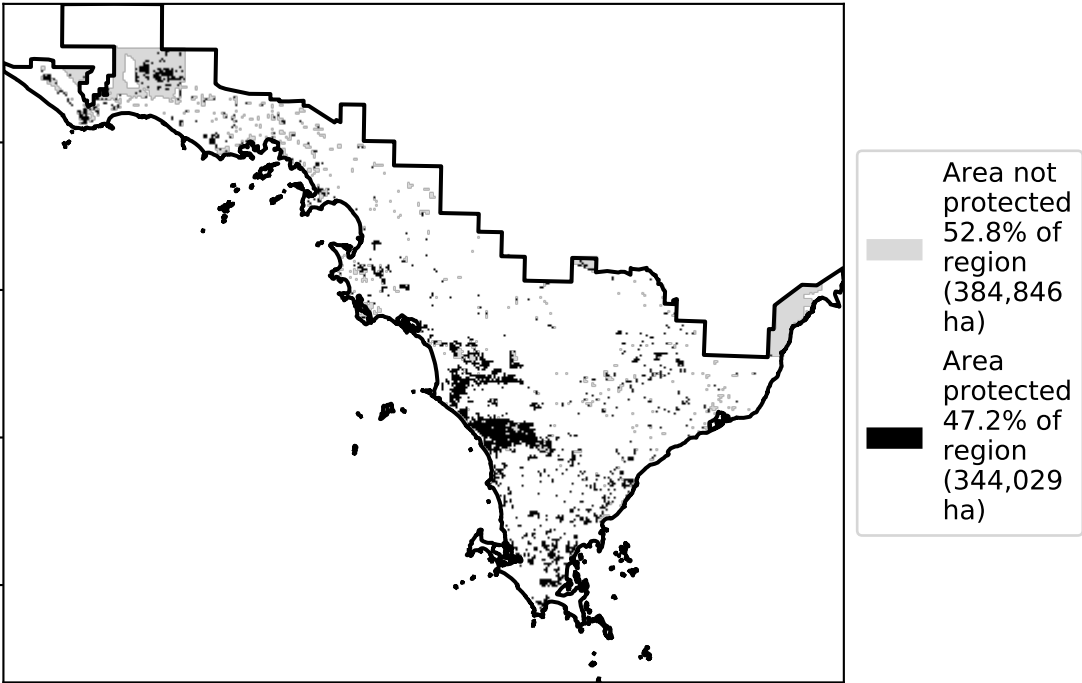 Area not
protected
52.8% of
region
(384,846
ha)
Area
protected
47.2% of
region
(344,029
ha)